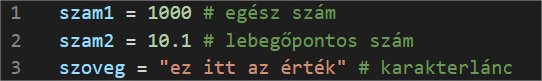 1 szam1 = 1000 # egész szám
2 szam2 = 10.1 # lebegőpontos szám
3 szoveg = "ez itt az érték" # karakterlánc